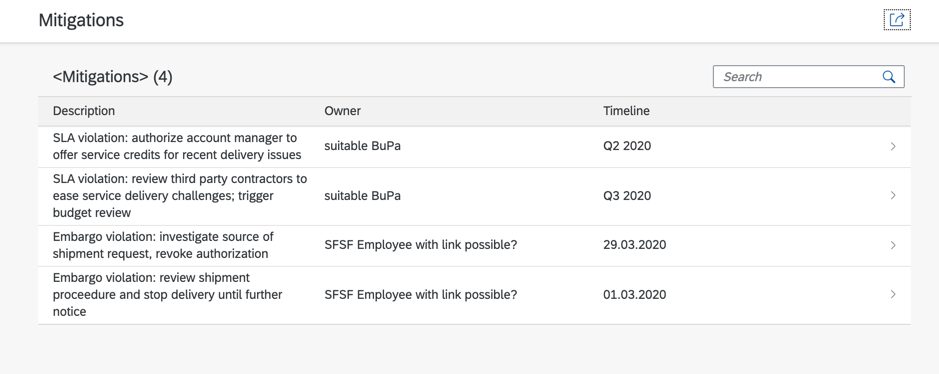 Mitigations
<Mitigations> (4)
Search
Description Owner Timeline
SLA violation: authorize account manager to
offer service credits for recent delivery issues
suitable BuPa
Q2 2020
SLA violation: review third party contractors to
ease service delivery challenges; trigger
budget review
suitable BuPa
Q3 2020
Embargo violation: investigate source of
shipment request, revoke authorization
SFSF Employee with link possible?
29.03.2020
Embargo violation: review shipment
proceedure and stop delivery until further
notice
SFSF Employee with link possible?
01.03.2020